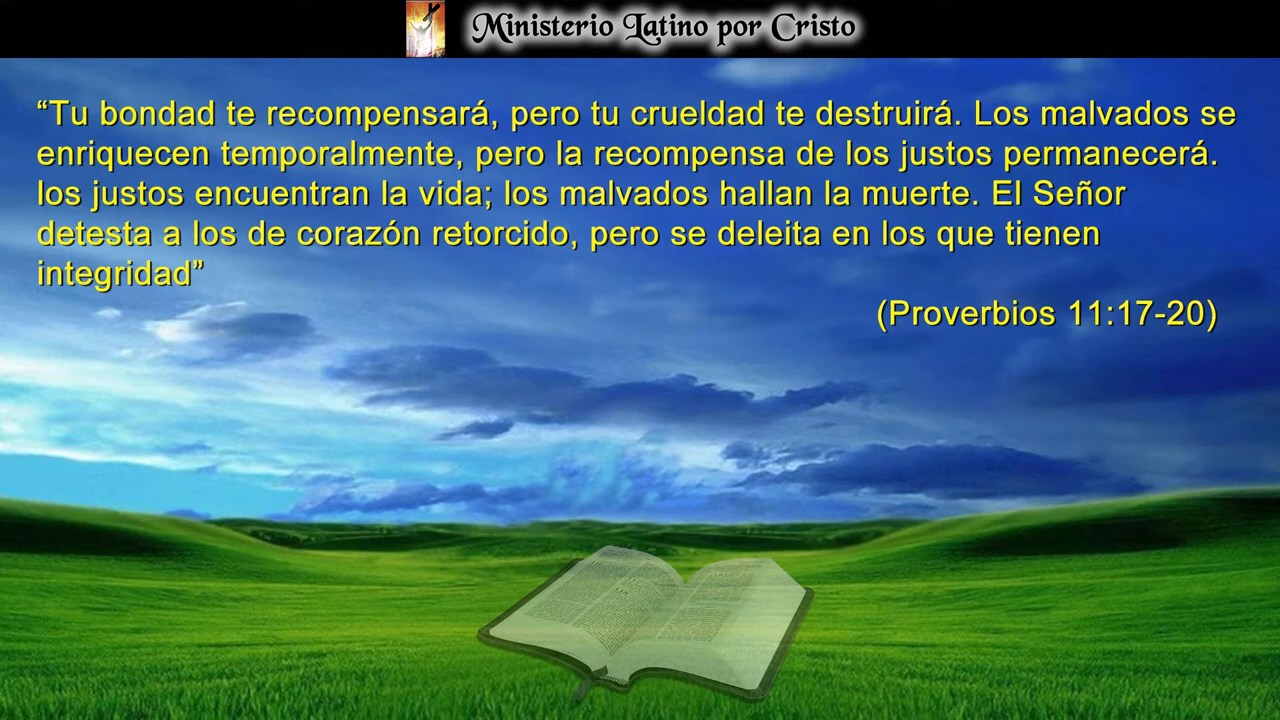 Ministerio Latino por Cristo
“Tu bondad te recompensará, pero tu crueldad te destruirá. Los malvados se
enriquecen temporalmente, pero la recompensa de los justos permanecerá.
los justos encuentran la vida; los malvados hallan la muerte. El Señor
detesta a los de corazón retorcido, pero se deleita en los que tienen
integridad”
(Proverbios 11:17-20)